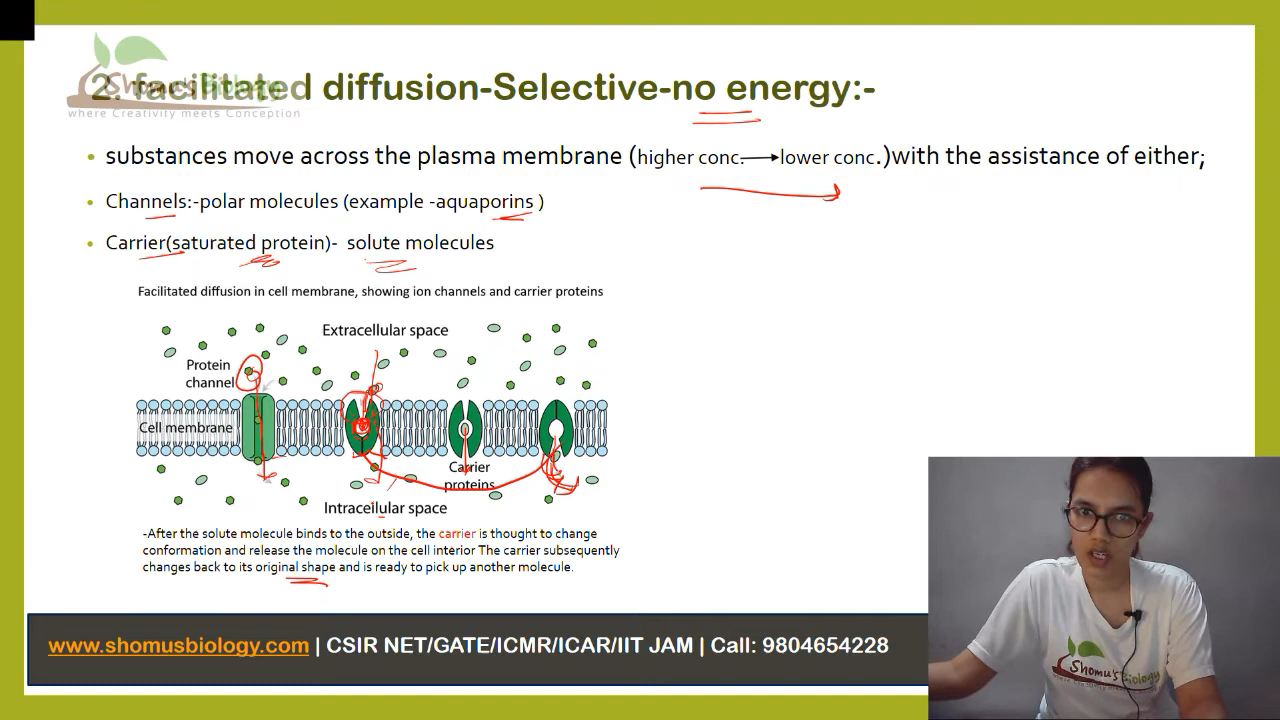 Shomu's Biology
where Creativity meets Conception
2. facilitated diffusion-Selective-no energy:-
substances move across the plasma membrane (higher conc. lower conc.)with the assistance of either;
Channels:-polar molecules (example -aquaporins )
Carrier(saturated protein)- solute molecules
Facilitated diffusion in cell membrane, showing ion channels and carrier proteins
Extracellular space
Protein
channel
Cell membrane
Carrier
proteins
Intracellular space
-After the solute molecule binds to the outside, the carrier is thought to change
conformation and release the molecule on the cell interior The carrier subsequently
changes back to its original shape and is ready to pick up another molecule.
www.shomusbiology.com | CSIR NET/GATE/ICMR/ICAR/IIT JAM | Call: 9804654228
Shomu's Biology